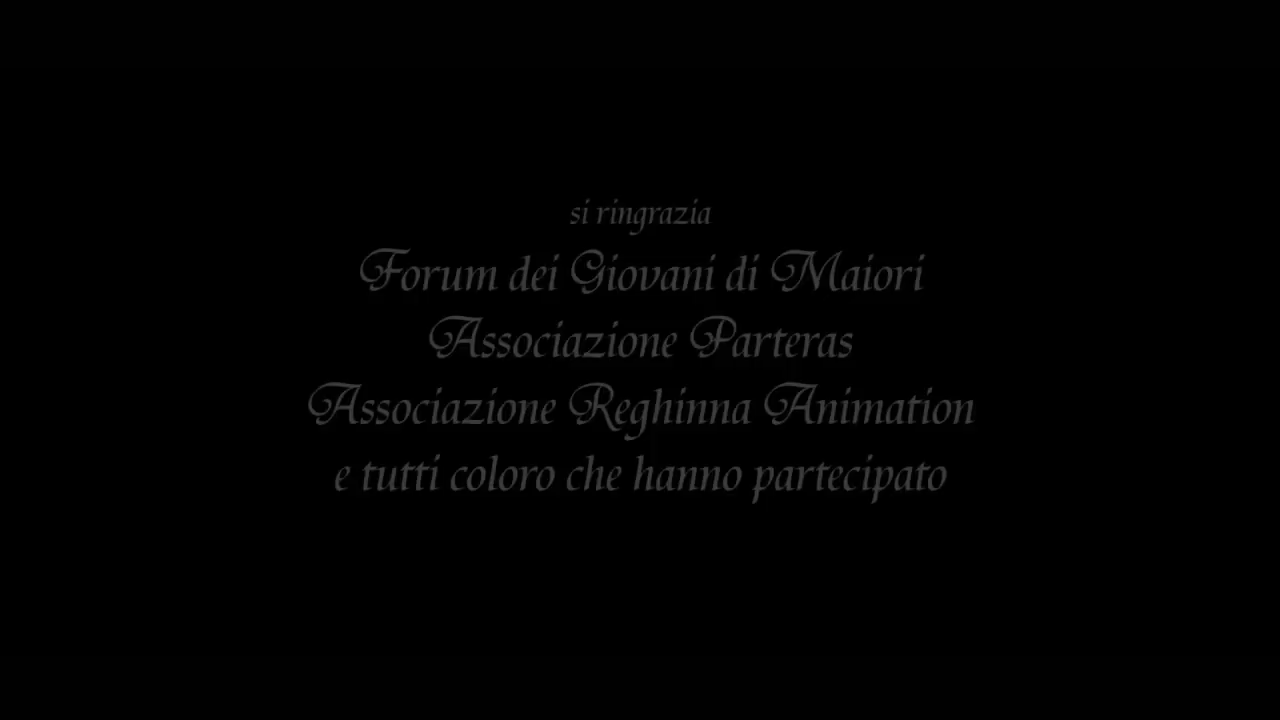 si ringrazia
Forum dei Giovani di Maiori
Associazione Parteras
Associazione Reghinna Animation
e tutti coloro che hanno partecipato